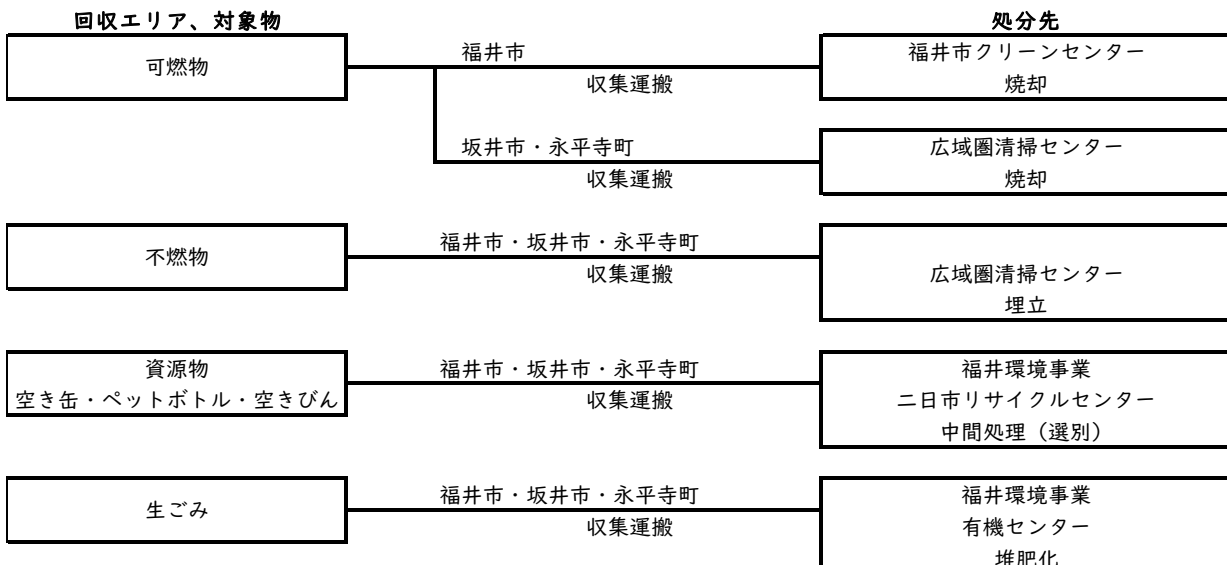 回収エリア、対象物
処分先
可燃物
福井市
収集運搬
福井市クリーンセンター
焼却
坂井市・永平寺町
収集運搬
広域圏清掃センター
焼却
不燃物
福井市・坂井市・永平寺町
収集運搬
広域圏清掃センター
埋立
資源物
空き缶・ペットボトル・空きびん
福井市・坂井市・永平寺町
収集運搬
福井環境事業
二日市リサイクルセンター
中間処理（選別）
生ごみ
福井市・坂井市・永平寺町
収集運搬
福井環境事業
有機センター
堆肥化